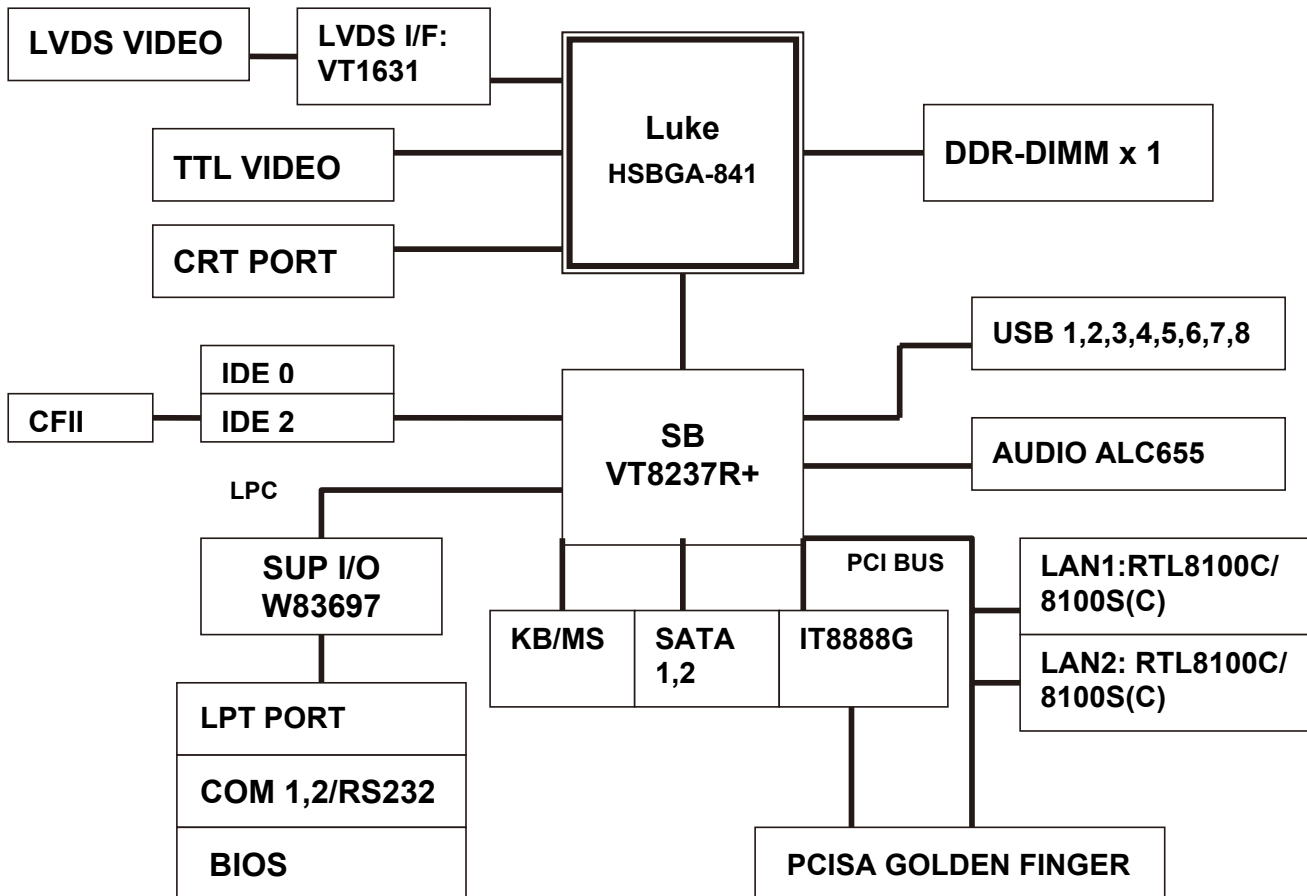 LVDS VIDEO
LVDS I/F:
VT1631
Luke
HSBGA-841
TTL VIDEO
DDR-DIMM x 1
CRT PORT
USB 1,2,3,4,5,6,7,8
IDE 0
CFII
IDE 2
SB
VT8237R+
AUDIO ALC655
LPC
SUP I/O
W83697
PCI BUS
LAN1:RTL8100C/
8100S(C)
KB/MS
SATA
1,2
IT8888G
LAN2: RTL8100C/
8100S(C)
LPT PORT
COM 1,2/RS232
BIOS
PCISA GOLDEN FINGER